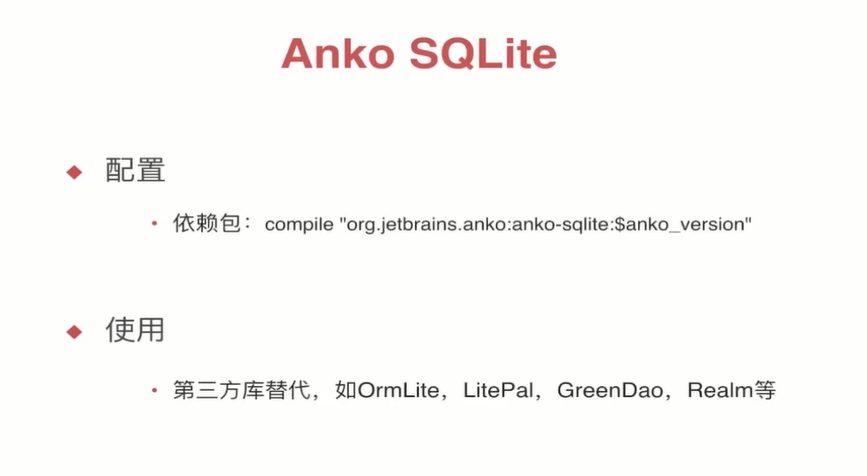 Anko SQLite
配置
依赖包： compile "org.jetbrains.anko:anko-sqlite:$anko_version"
使用
第三方库替代，如OrmLite，LitePal，GreenDao，Realm等